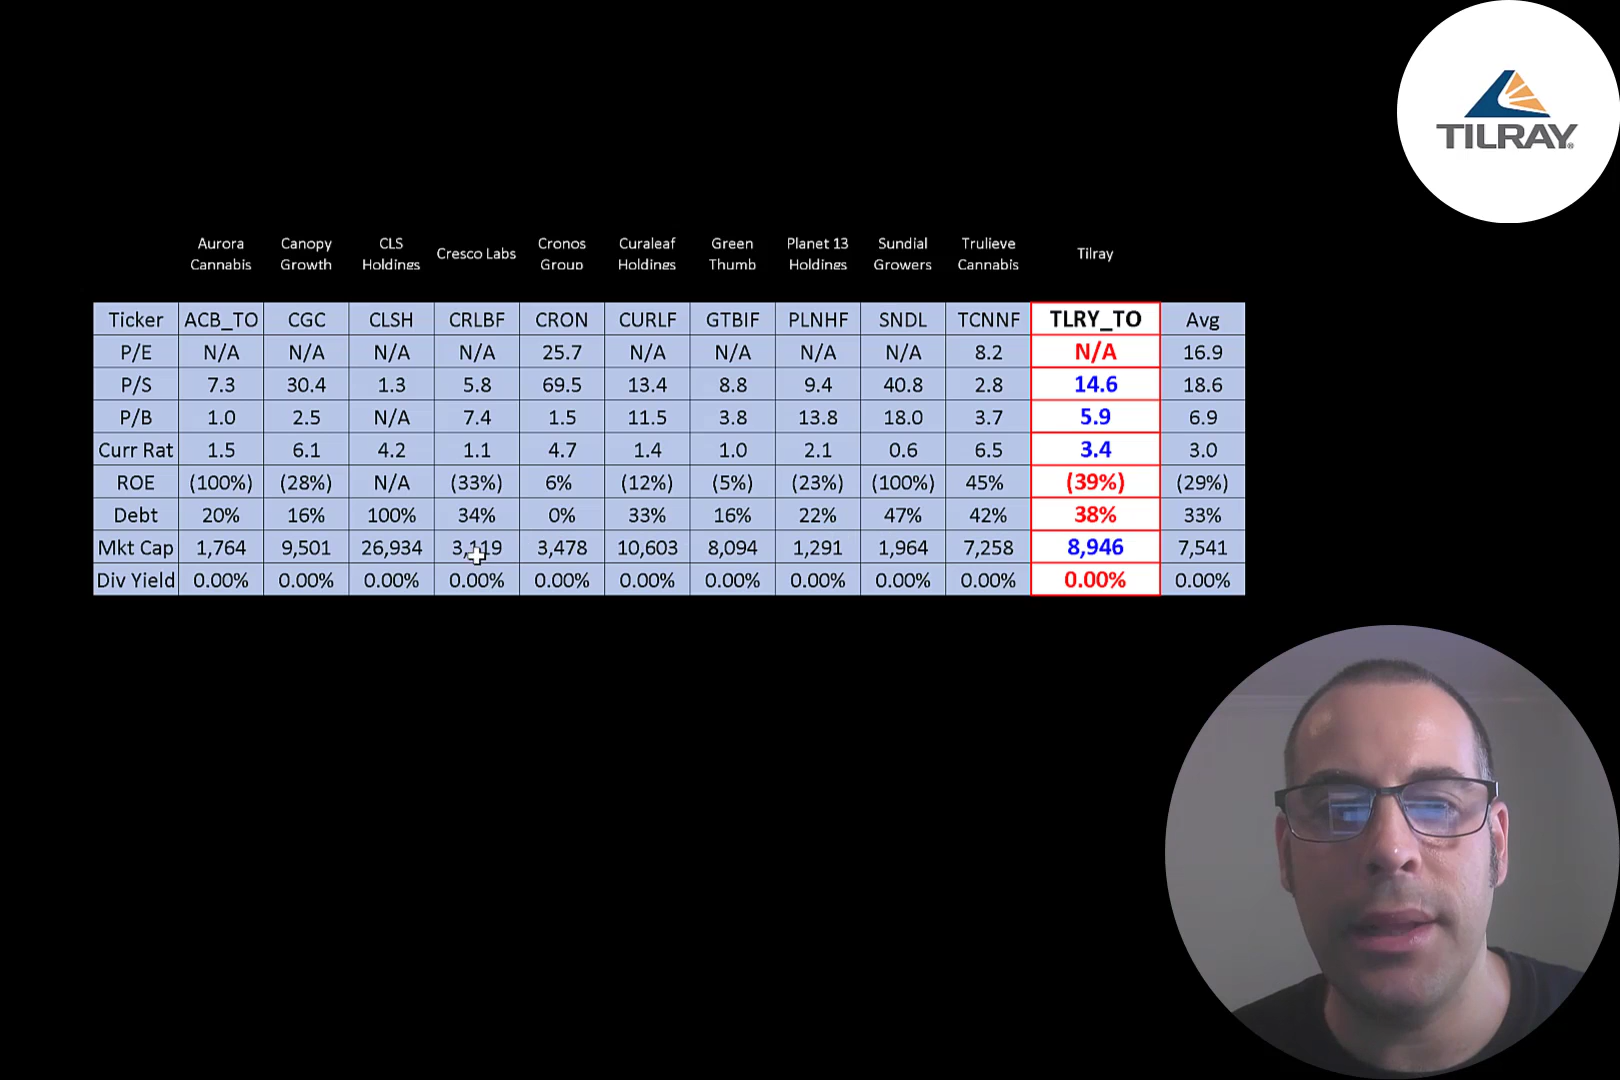 TILRAY
Aurora Cannabis
Canopy Growth
CLS Holdings
Cresco Labs
Cronos Group
Curaleaf Holdings
Green Thumb
Planet 13 Holdings
Sundial Growers
Trulieve Cannabis
Tilray
Ticker ACB_TO CGC CLSH CRLBF CRON CURLF GTBIF PLNHF SNDL TCNNF TLRY_TO Avg
P/E N/A N/A N/A N/A 25.7 N/A N/A N/A N/A 8.2 N/A 16.9
P/S 7.3 30.4 1.3 5.8 69.5 13.4 8.8 9.4 40.8 2.8 14.6 18.6
P/B 1.0 2.5 N/A 7.4 1.5 11.5 3.8 13.8 18.0 3.7 5.9 6.9
Curr Rat 1.5 6.1 4.2 1.1 4.7 1.4 1.0 2.1 0.6 6.5 3.4 3.0
ROE (100%) (28%) N/A (33%) 6% (12%) (5%) (23%) (100%) 45% (39%) (29%)
Debt 20% 16% 100% 34% 0% 33% 16% 22% 47% 42% 38% 33%
Mkt Cap 1,764 9,501 26,934 3,119 3,478 10,603 8,094 1,291 1,964 7,258 8,946 7,541
Div Yield 0.00% 0.00% 0.00% 0.00% 0.00% 0.00% 0.00% 0.00% 0.00% 0.00% 0.00% 0.00%